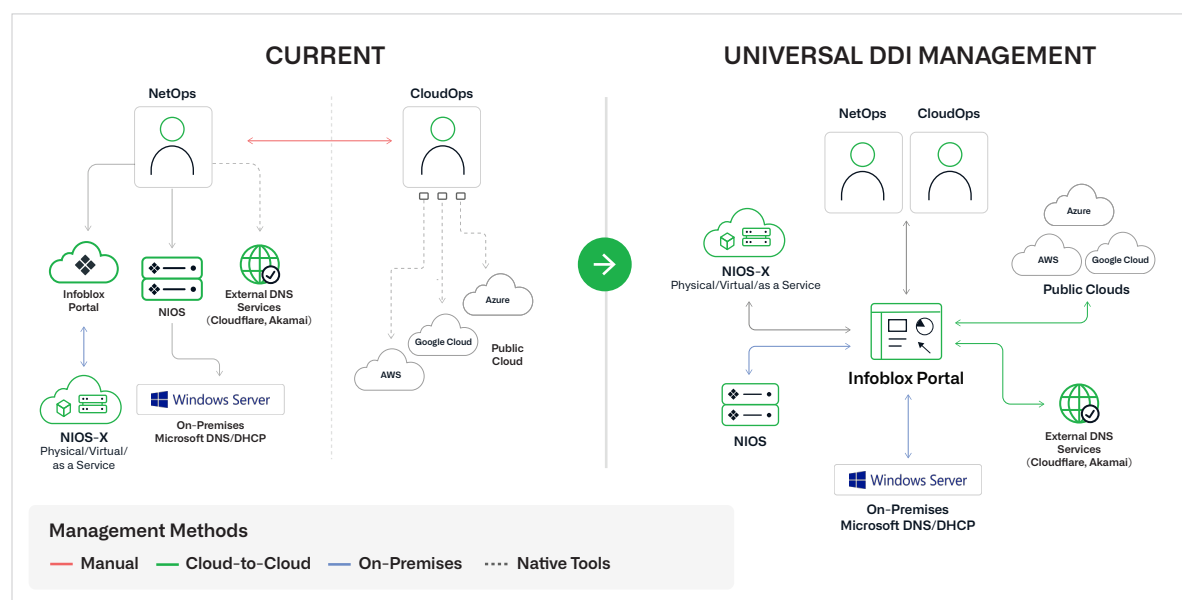 CURRENT
NetOps
CloudOps
Infoblox
Portal
NIOS
External DNS
Services
(Cloudflare, Akamai)
Azure
Google Cloud
AWS
Public
Cloud
NIOS-X
Physical/Virtual/
as a Service
Windows Server
On-Premises
Microsoft DNS/DHCP
UNIVERSAL DDI MANAGEMENT
NetOps
CloudOps
NIOS-X
Physical/Virtual/as a Service
Azure
AWS
Google Cloud
Public Clouds
Infoblox Portal
NIOS
External DNS
Services
(Cloudflare, Akamai)
Windows Server
On-Premises
Microsoft DNS/DHCP
Management Methods
Manual
Cloud-to-Cloud
On-Premises
Native Tools